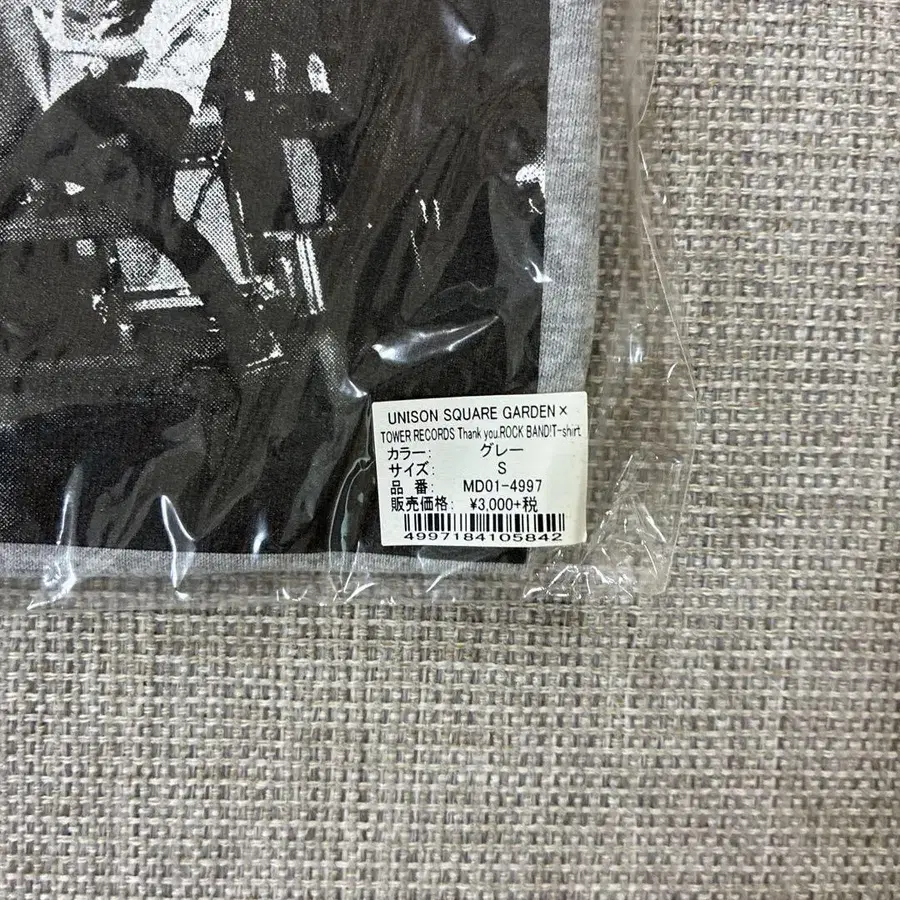 UNISON SQUARE GARDEN×
TOWER RECORDS Thank you,ROCK BAND!T-shirt
カラー: グレー
サイズ: S
品 番: MD01-4997
販売価格: ¥3,000+税
4997184105842